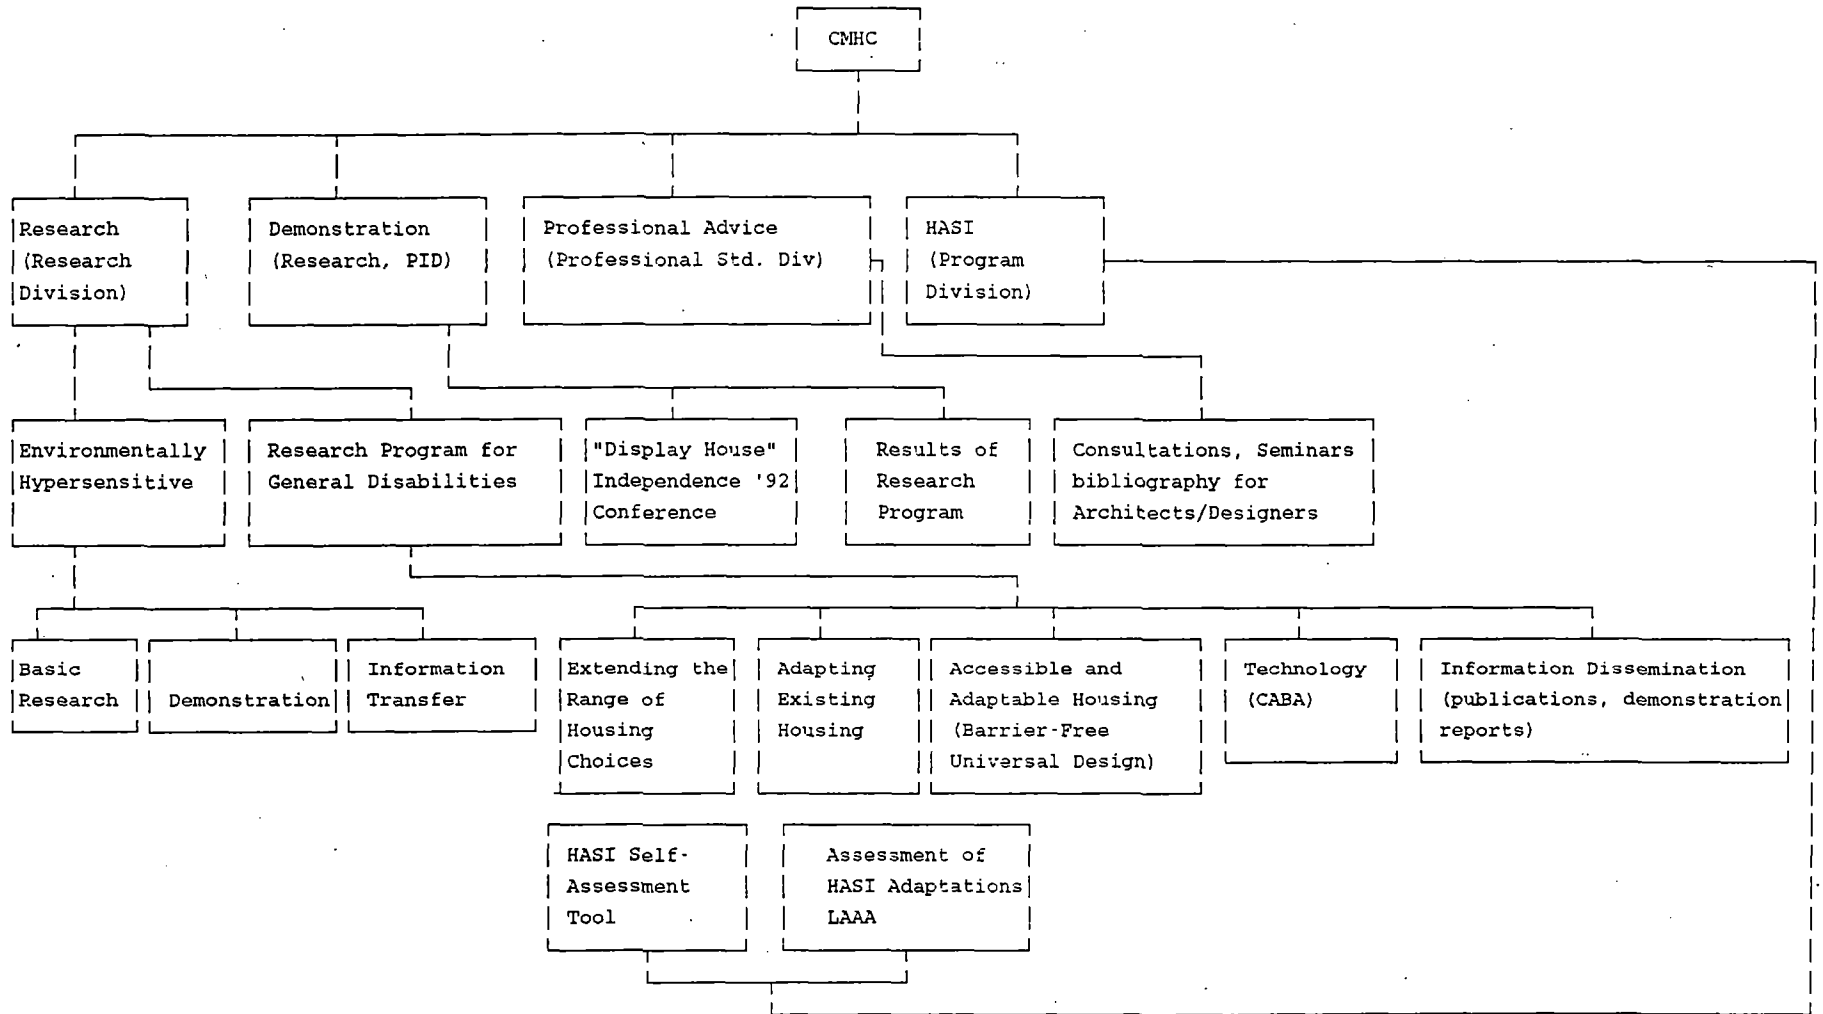 CMHC
Research
(Research
Division)
Demonstration
(Research, PID)
Professional Advice
(Professional Std. Div)
HASI
(Program
Division)
Environmentally
Hypersensitive
Research Program for
General Disabilities
"Display House"
Independence '92
Conference
Results of
Research
Program
Consultations, Seminars
bibliography for
Architects/Designers
Basic
Research
Demonstration
Information
Transfer
Extending the
Range of
Housing
Choices
Adapting
Existing
Housing
Accessible and
Adaptable Housing
(Barrier-Free
Universal Design)
Technology
(CABA)
Information Dissemination
(publications, demonstration
reports)
HASI Self-
Assessment
Tool
Assessment of
HASI Adaptations
LAAA